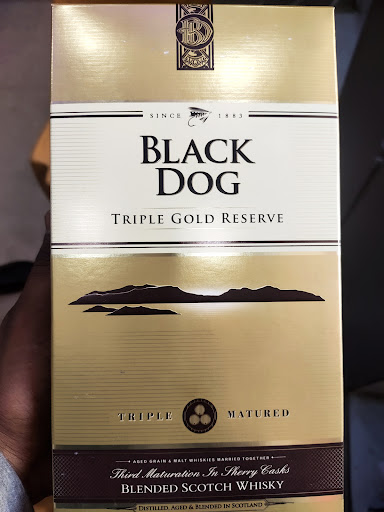 SINCE 1883
BLACK
DOG
TRIPLE GOLD RESERVE
TRIPLE MATURED
AGED GRAIN & MALT WHISKIES MARRIED TOGETHER
Third Maturation In Sherry Casks
BLENDED SCOTCH WHISKY
DISTILLED, AGED & BLENDED IN SCOTLAND